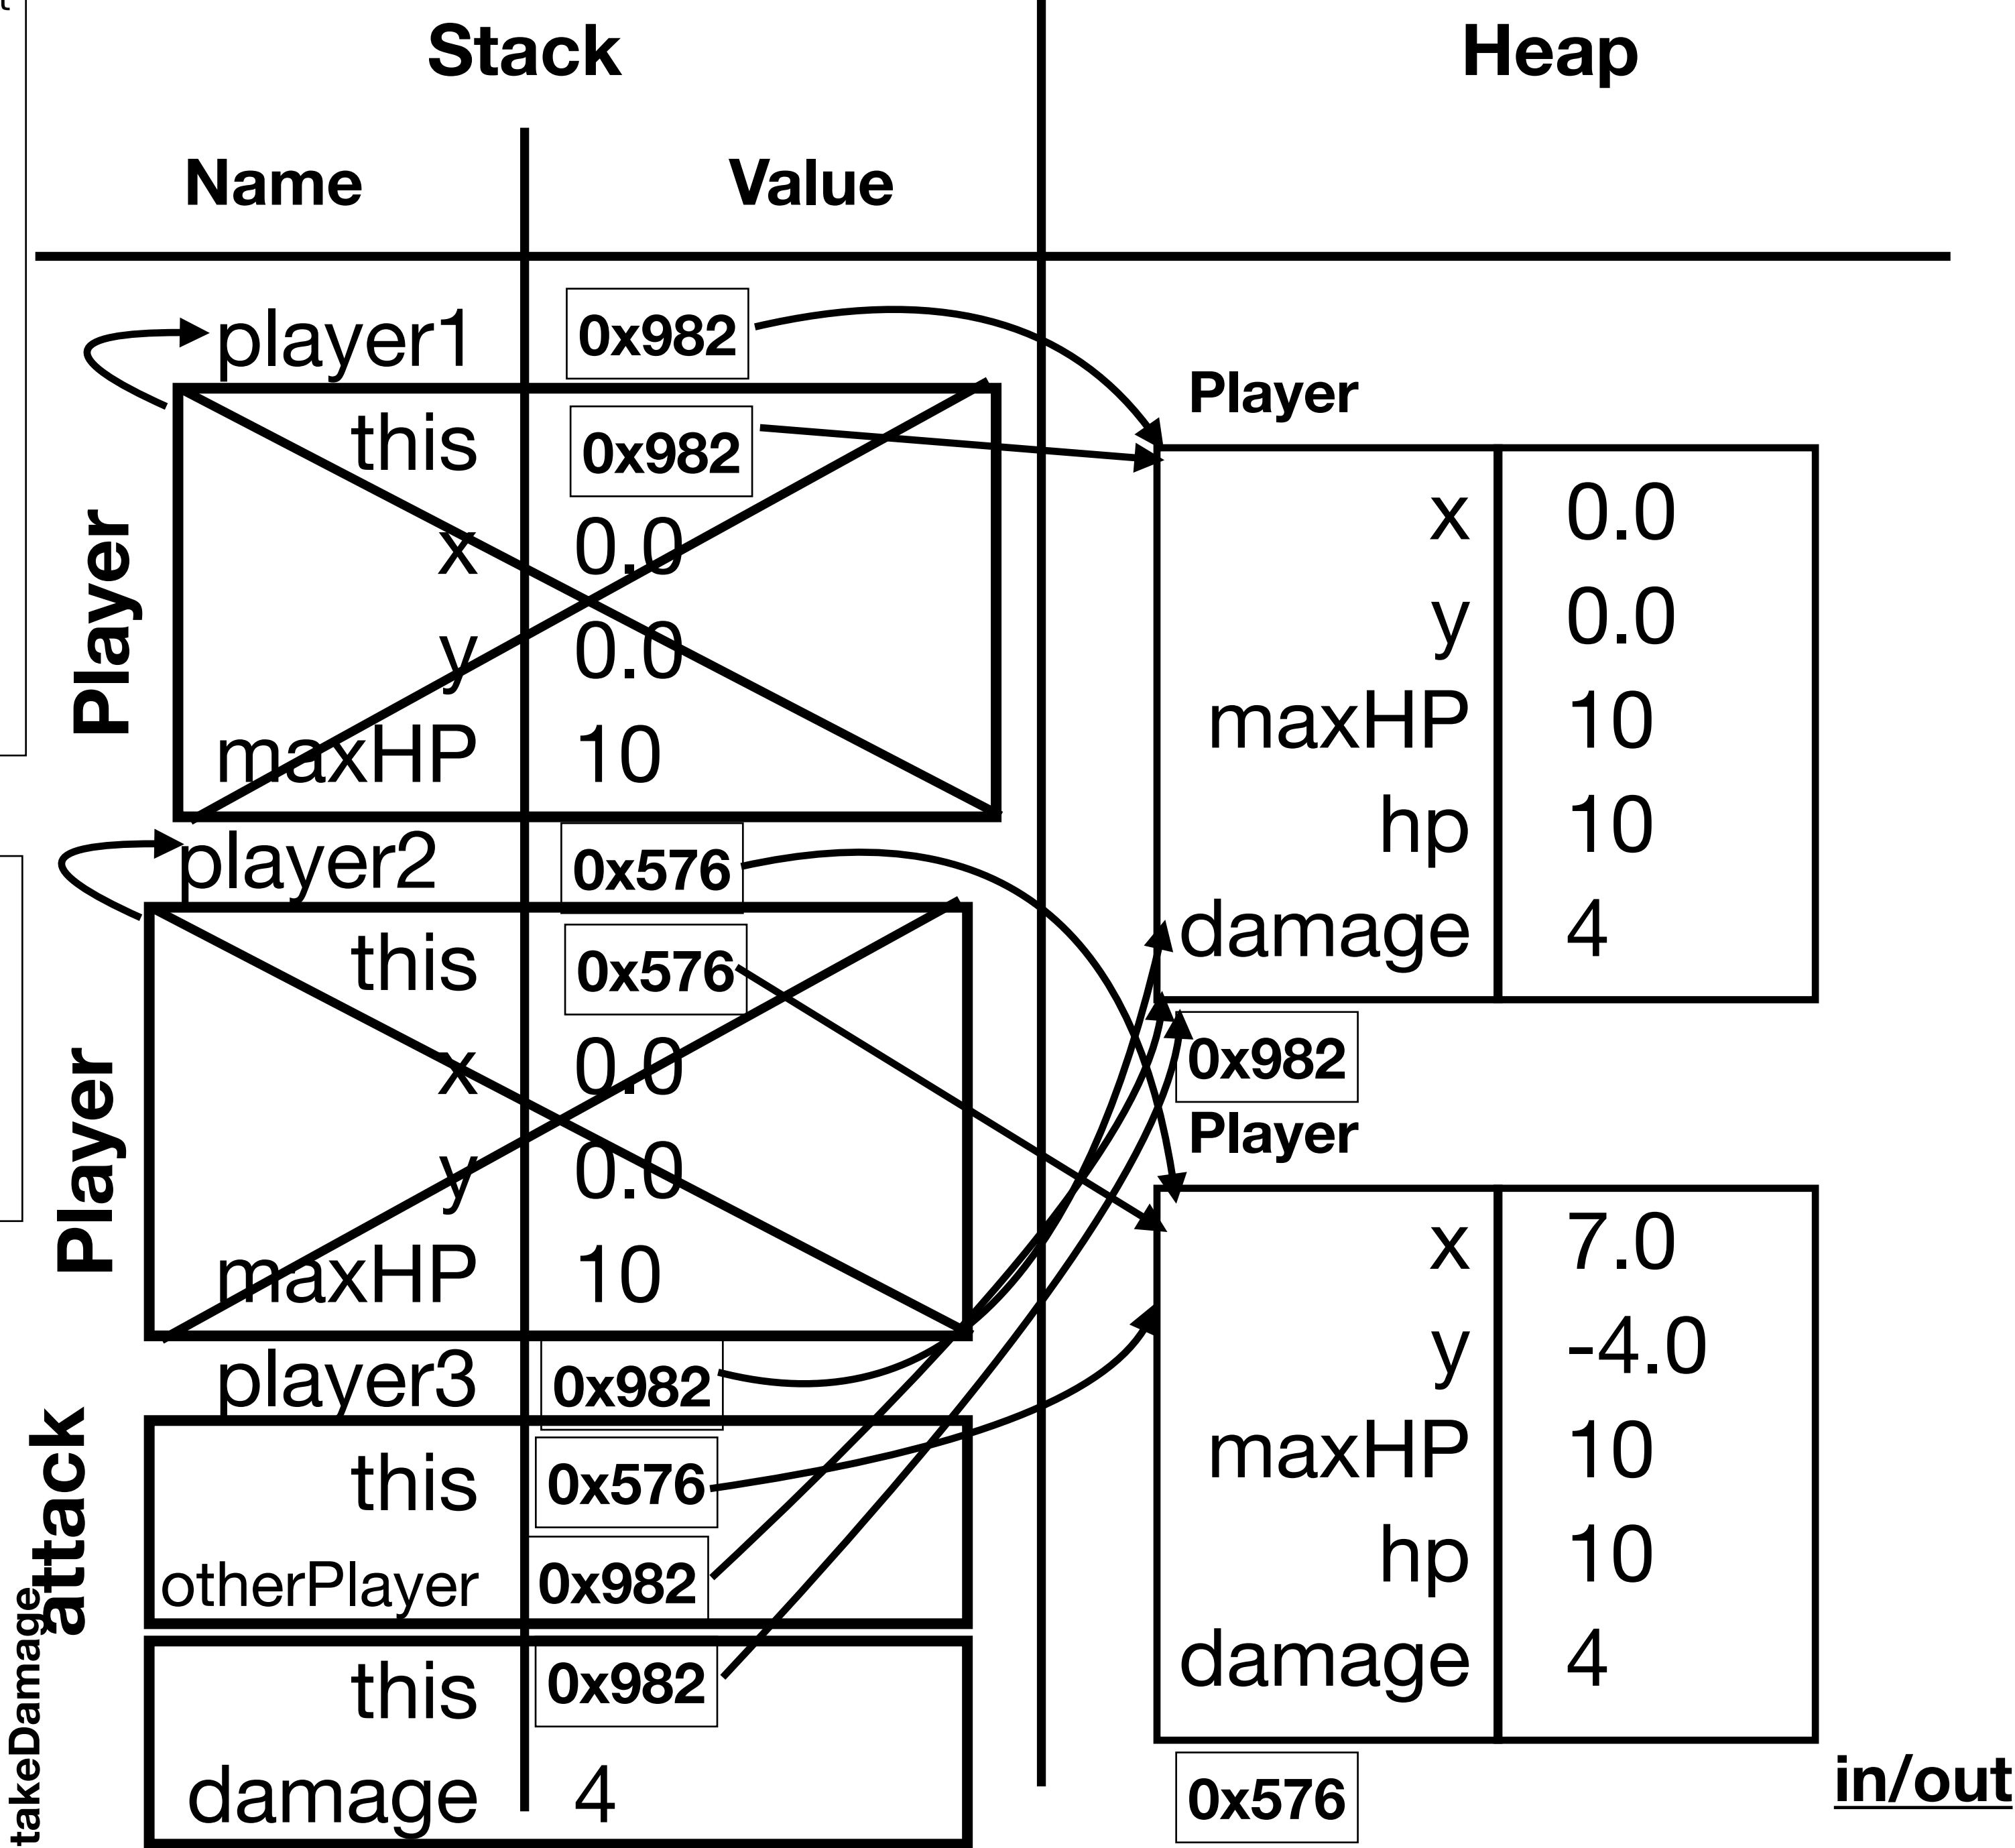 Stack
Heap
Name
Value
player1
0x982
Player
this
0x982
x
0.0
y
0.0
maxHP
10
player2
0x576
Player
this
0x576
x
0.0
y
0.0
maxHP
10
player3
0x982
attack
this
0x576
otherPlayer
0x982
takeDamage
this
0x982
damage
4
Player
x
0.0
y
0.0
maxHP
10
hp
10
damage
4
0x982
Player
x
7.0
y
-4.0
maxHP
10
hp
10
damage
4
0x576
in/out